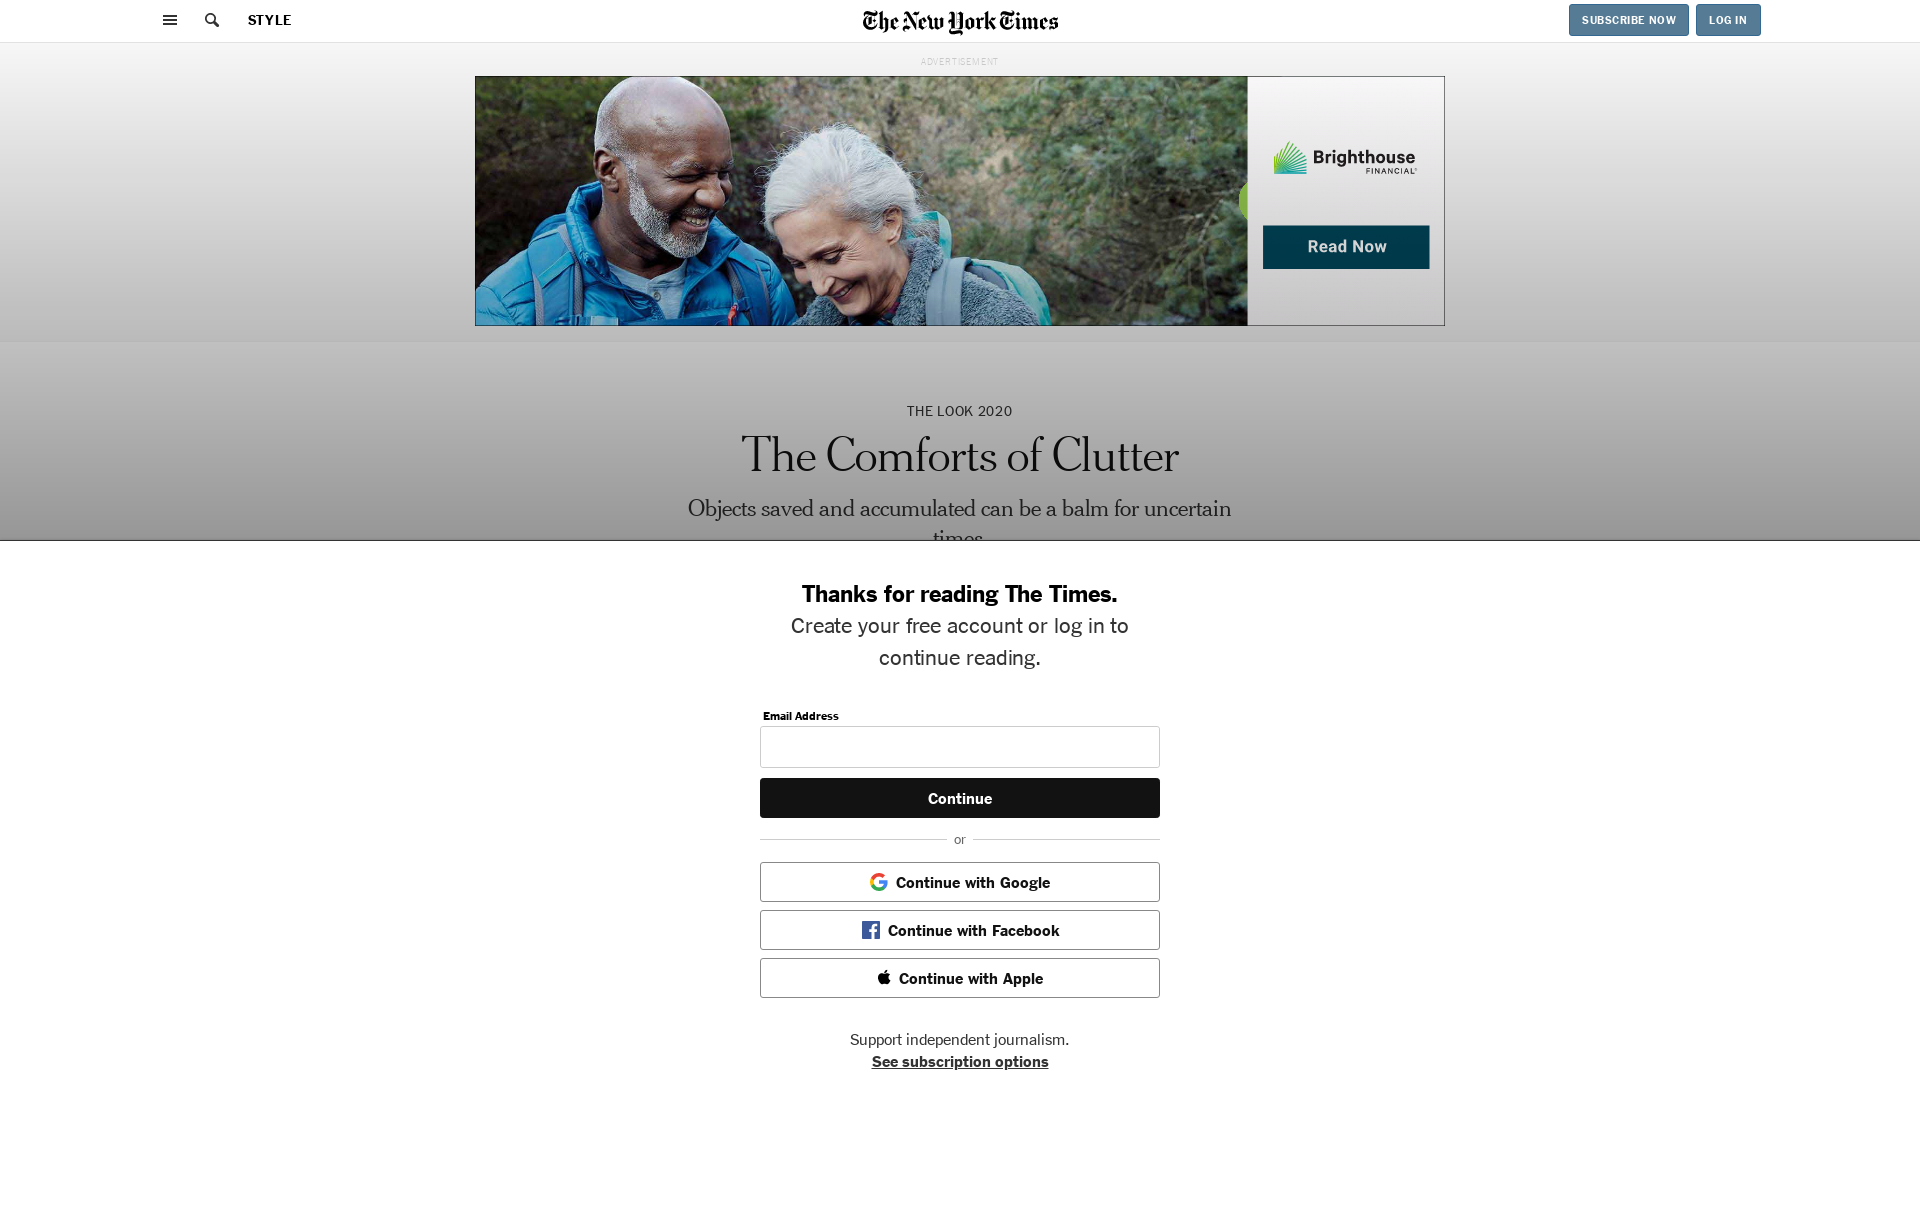 STYLE
The New York Times
SUBSCRIBE NOW
LOG IN
ADVERTISEMENT
Brighthouse
FINANCIAL
Read Now
THE LOOK 2020
The Comforts of Clutter
Objects saved and accumulated can be a balm for uncertain
times.
Thanks for reading The Times.
Create your free account or log in to
continue reading.
Email Address
Continue
or
Continue with Google
Continue with Facebook
Continue with Apple
Support independent journalism.
See subscription options